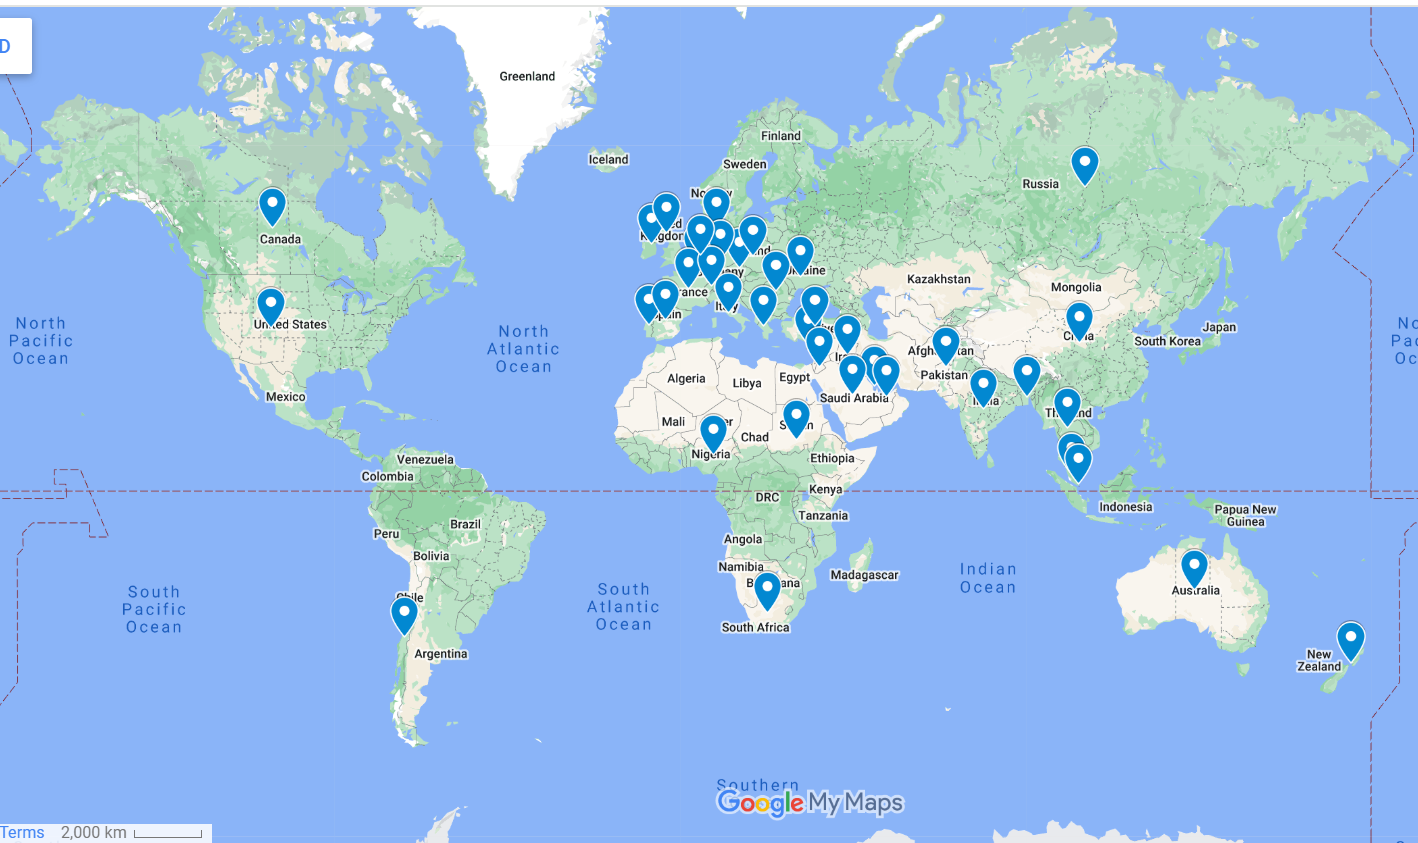 D
Greenland
Iceland
Finland
Sweden
Russia
Canada
Kazakhstan
Mongolia
United States
North
Pacific
Ocean
North
Atlantic
Ocean
Japan
South Korea
Mexico
Algeria
Libya
Egypt
Pakistan
Saudi Arabia
Mali
Chad
Nigeria
Ethiopia
Venezuela
Colombia
DRC
Kenya
Tanzania
Indonesia
Papua New
Guinea
Brazil
Peru
Bolivia
Angola
Namibia
Madagascar
South
Pacific
Ocean
South
Atlantic
Ocean
Indian
Ocean
Australia
Chile
South Africa
Argentina
New
Zealand
Southern
Google My Maps
Terms 2,000 km